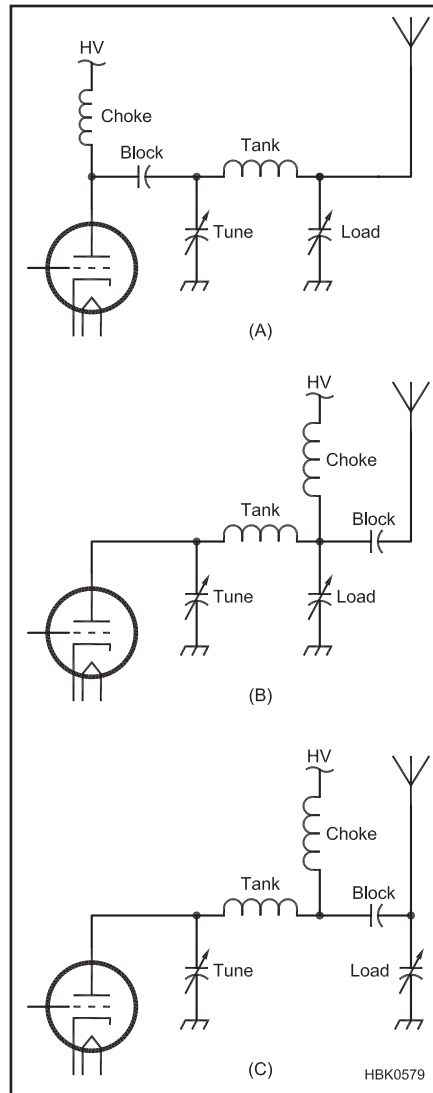 HV
Choke
Block
Tank
Tune
Load
(A)
HV
Choke
Tank
Block
Tune
Load
(B)
HV
Choke
Tank
Block
Tune
Load
(C)
HBK0579